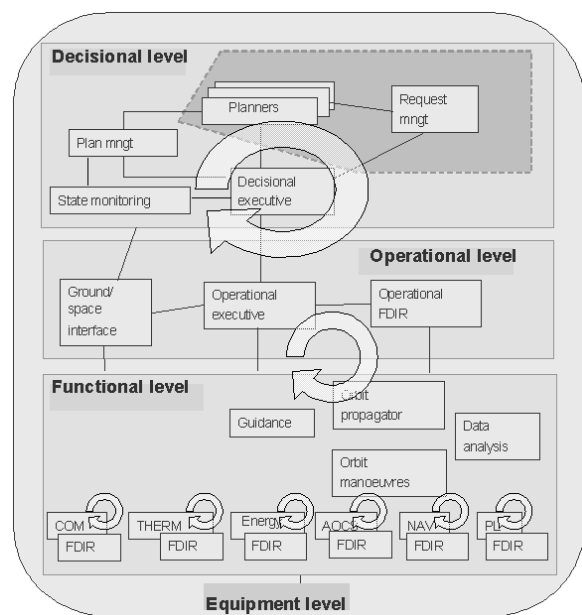 Decisional level
Planners
Request
mngt
Plan mngt
Decisional
executive
State monitoring
Operational level
Ground/
space
interface
Operational
executive
Operational
FDIR
Functional level
Orbit
propagator
Guidance
Data
analysis
Orbit
manoeuvres
COM
FDIR
THERM
FDIR
Energy
FDIR
AOCS
FDIR
NAV
FDIR
PL
FDIR
Equipment level